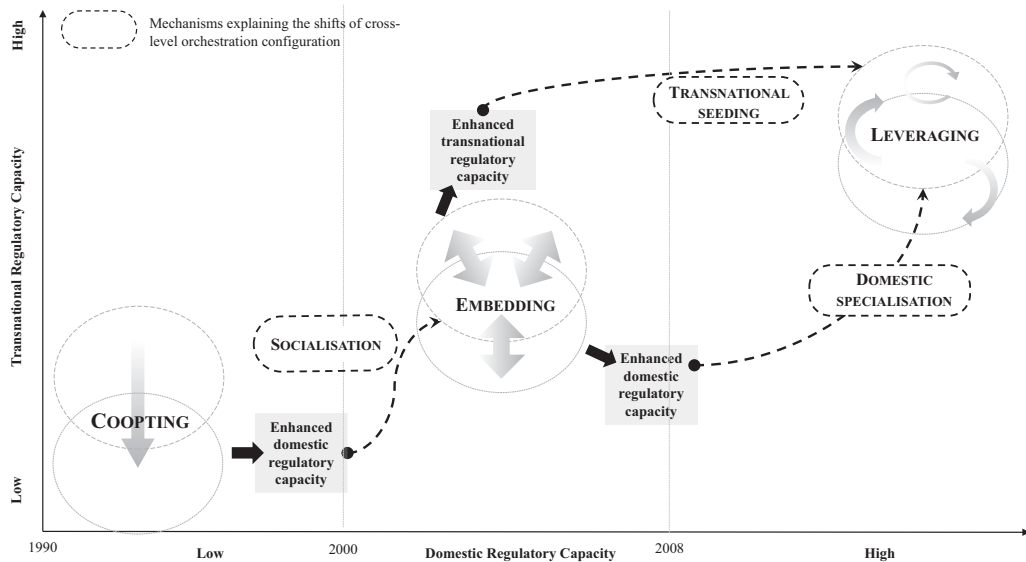 Mechanisms explaining the shifts of cross-
level orchestration configuration
High
Transnational Regulatory Capacity
Low
TRANSNATIONAL
SEEDING
Enhanced
transnational
regulatory
capacity
LEVERAGING
EMBEDDING
DOMESTIC
SPECIALISATION
SOCIALISATION
Enhanced
domestic
regulatory
capacity
COOPTING
Enhanced
domestic
regulatory
capacity
1990
Low
2000
Domestic Regulatory Capacity
2008
High